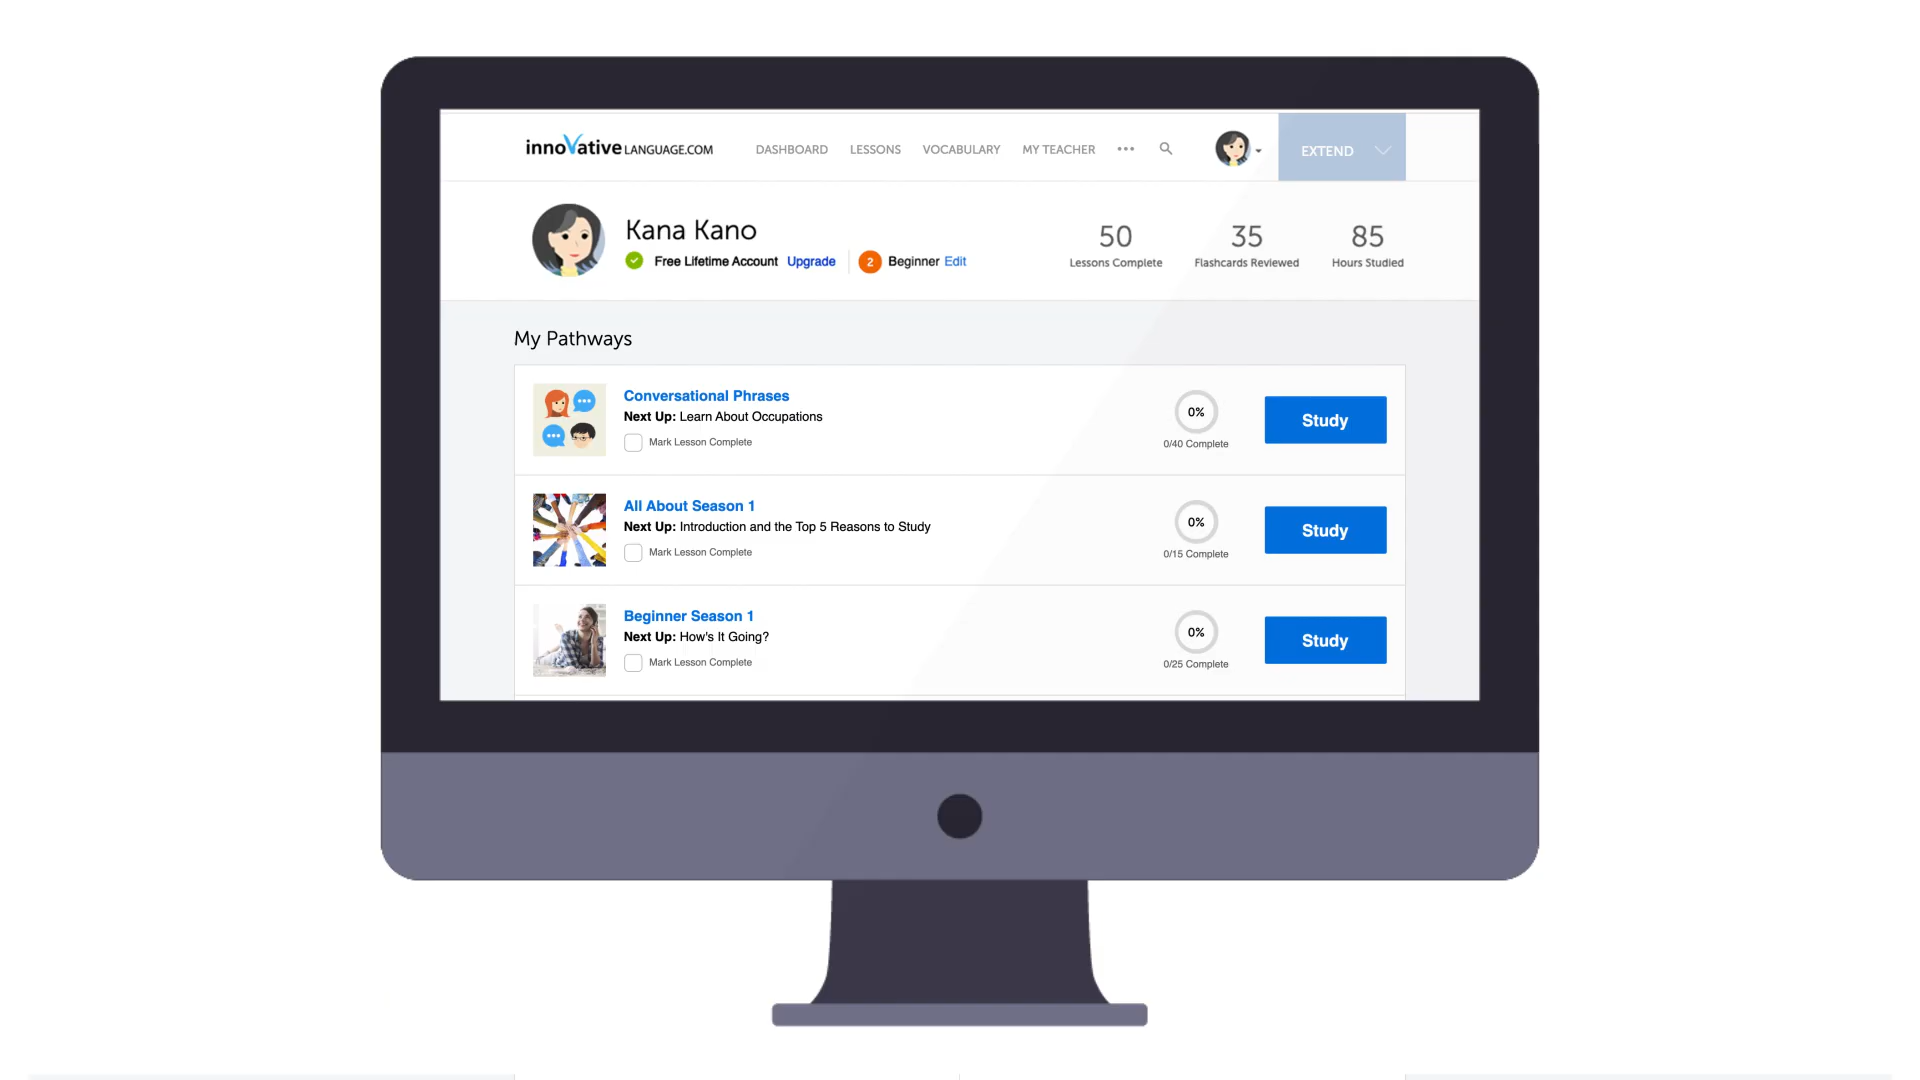 innoVative LANGUAGE.COM
DASHBOARD LESSONS VOCABULARY MY TEACHER EXTEND
Kana Kano
Free Lifetime Account Upgrade 2 Beginner Edit
50 35 85
Lessons Complete Flashcards Reviewed Hours Studied
My Pathways
Conversational Phrases
Next Up: Learn About Occupations
Mark Lesson Complete
0%
0/40 Complete
Study
All About Season 1
Next Up: Introduction and the Top 5 Reasons to Study
Mark Lesson Complete
0%
0/15 Complete
Study
Beginner Season 1
Next Up: How's It Going?
Mark Lesson Complete
0%
0/25 Complete
Study